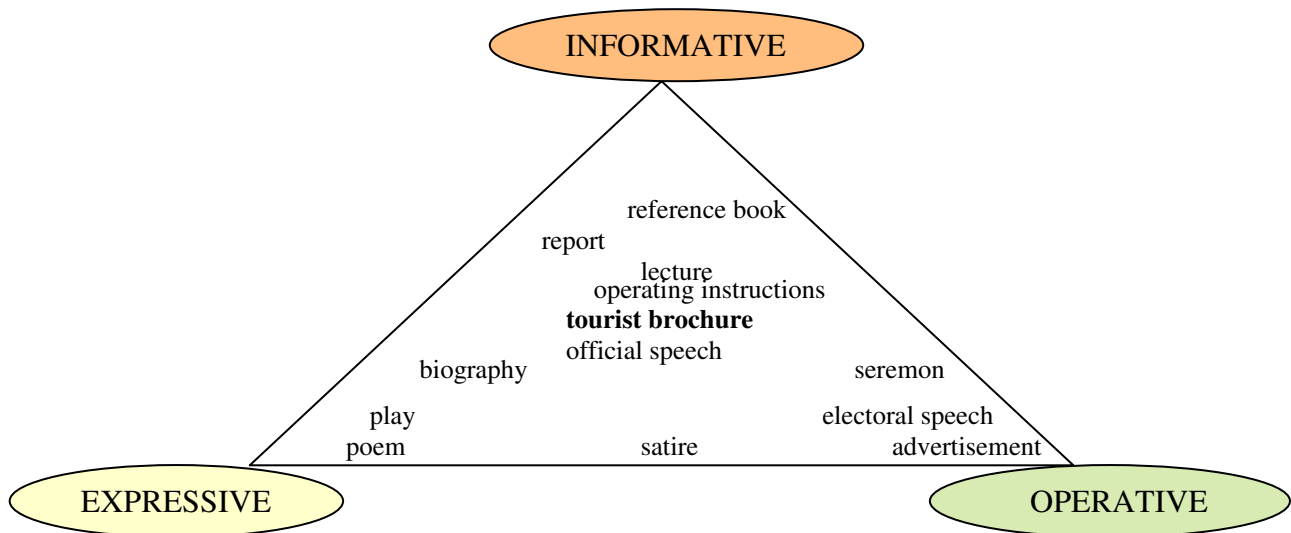 INFORMATIVE
reference book
report
lecture
operating instructions
tourist brochure
official speech
biography
seremon
play
electoral speech
poem
satire
advertisement
EXPRESSIVE
OPERATIVE